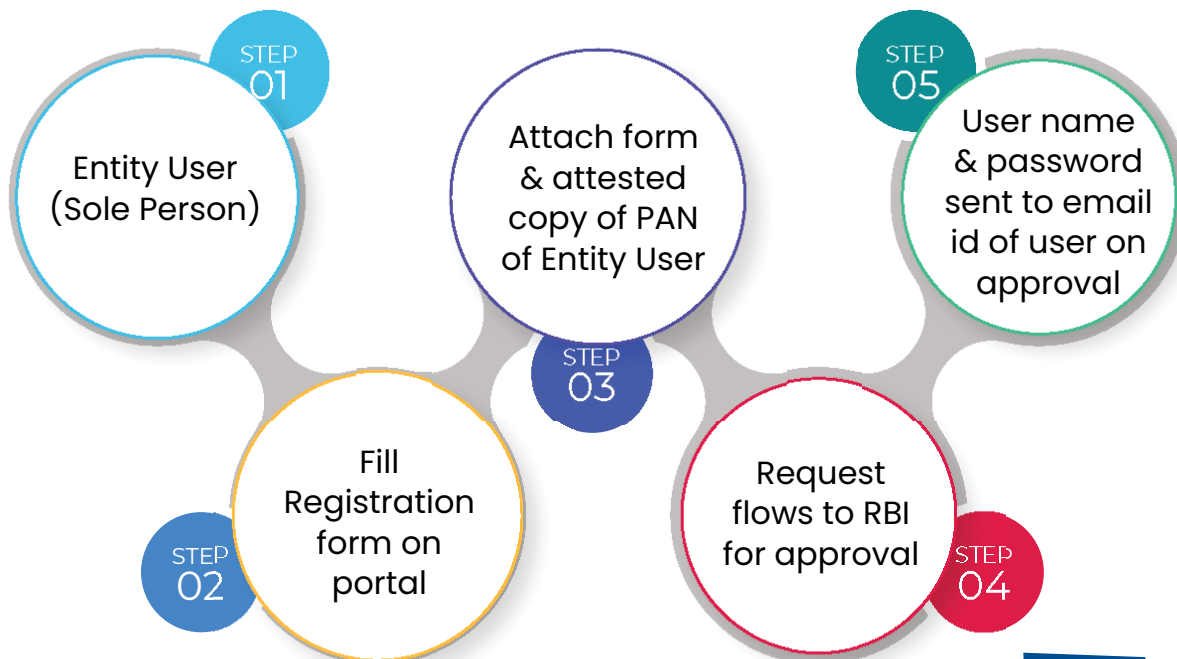 STEP
01
Entity User
(Sole Person)
STEP
02
Fill
Registration
form on
portal
STEP
03
Attach form
& attested
copy of PAN
of Entity User
STEP
04
Request
flows to RBI
for approval
STEP
05
User name
& password
sent to email
id of user on
approval